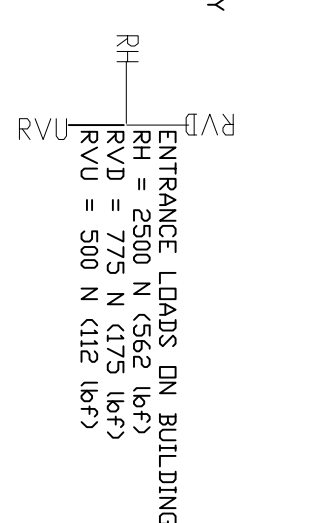 Y
RH
RVU
RVD
ENTRANCE LOADS ON BUILDING
RH = 2500 N (562 lbf)
RVD = 775 N (175 lbf)
RVU = 500 N (112 lbf)